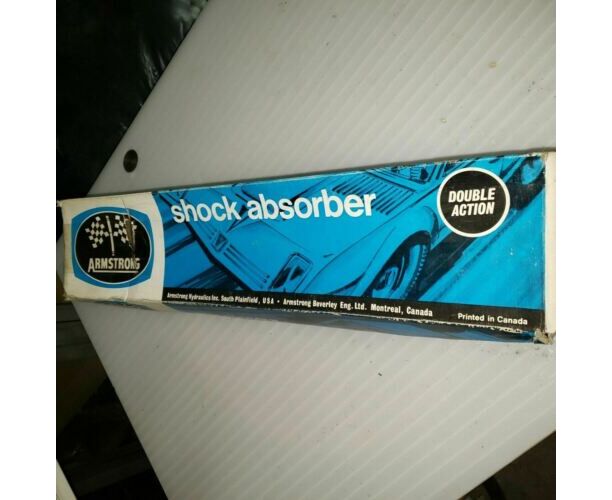 ARMSTRONG
shock absorber
DOUBLE
ACTION
Armstrong Hydraulics Inc. South Plainfield, USA • Armstrong Beverley Eng. Ltd. Montreal, Canada
Printed in Canada